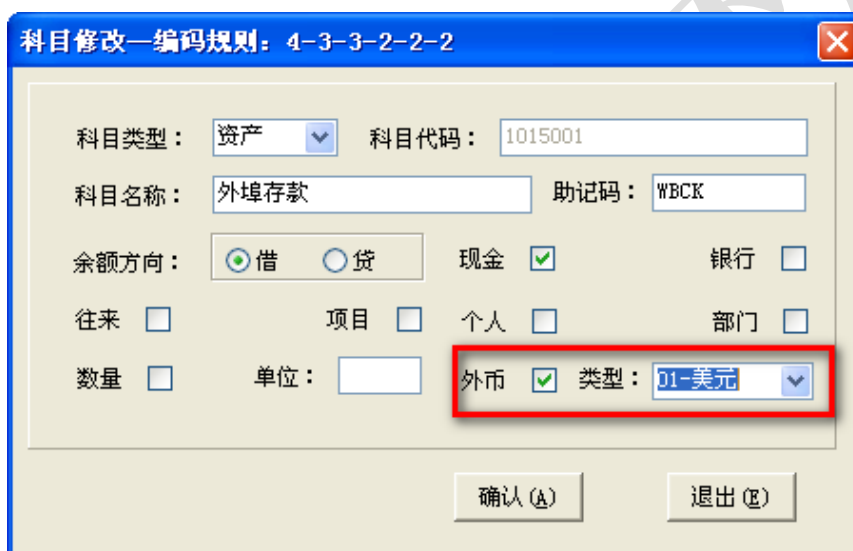 科目修改—编码规则：4-3-3-2-2-2
科目类型： 资产 科目代码： 1015001
科目名称： 外埠存款 助记码： WBCK
余额方向： 借 贷 现金 银行
往来 项目 个人 部门
数量 单位： 外币 类型： 01-美元
确认(A) 退出(E)